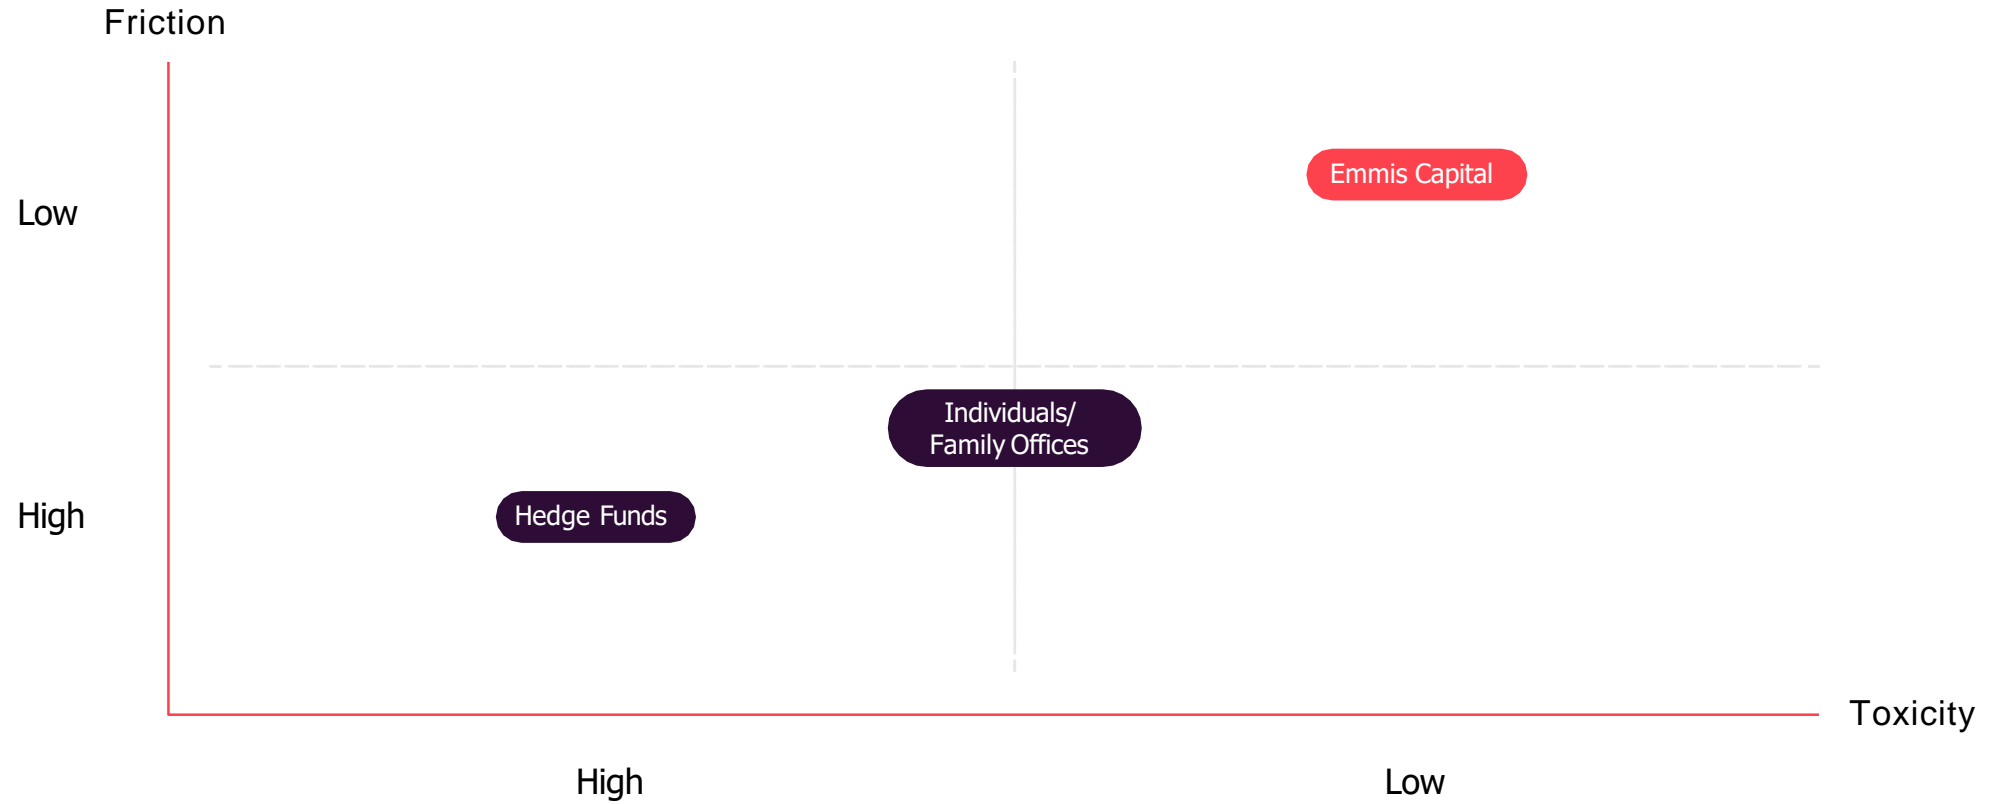 Friction
Emmis Capital
Low
Individuals/
Family Offices
High
Hedge Funds
Toxicity
High
Low